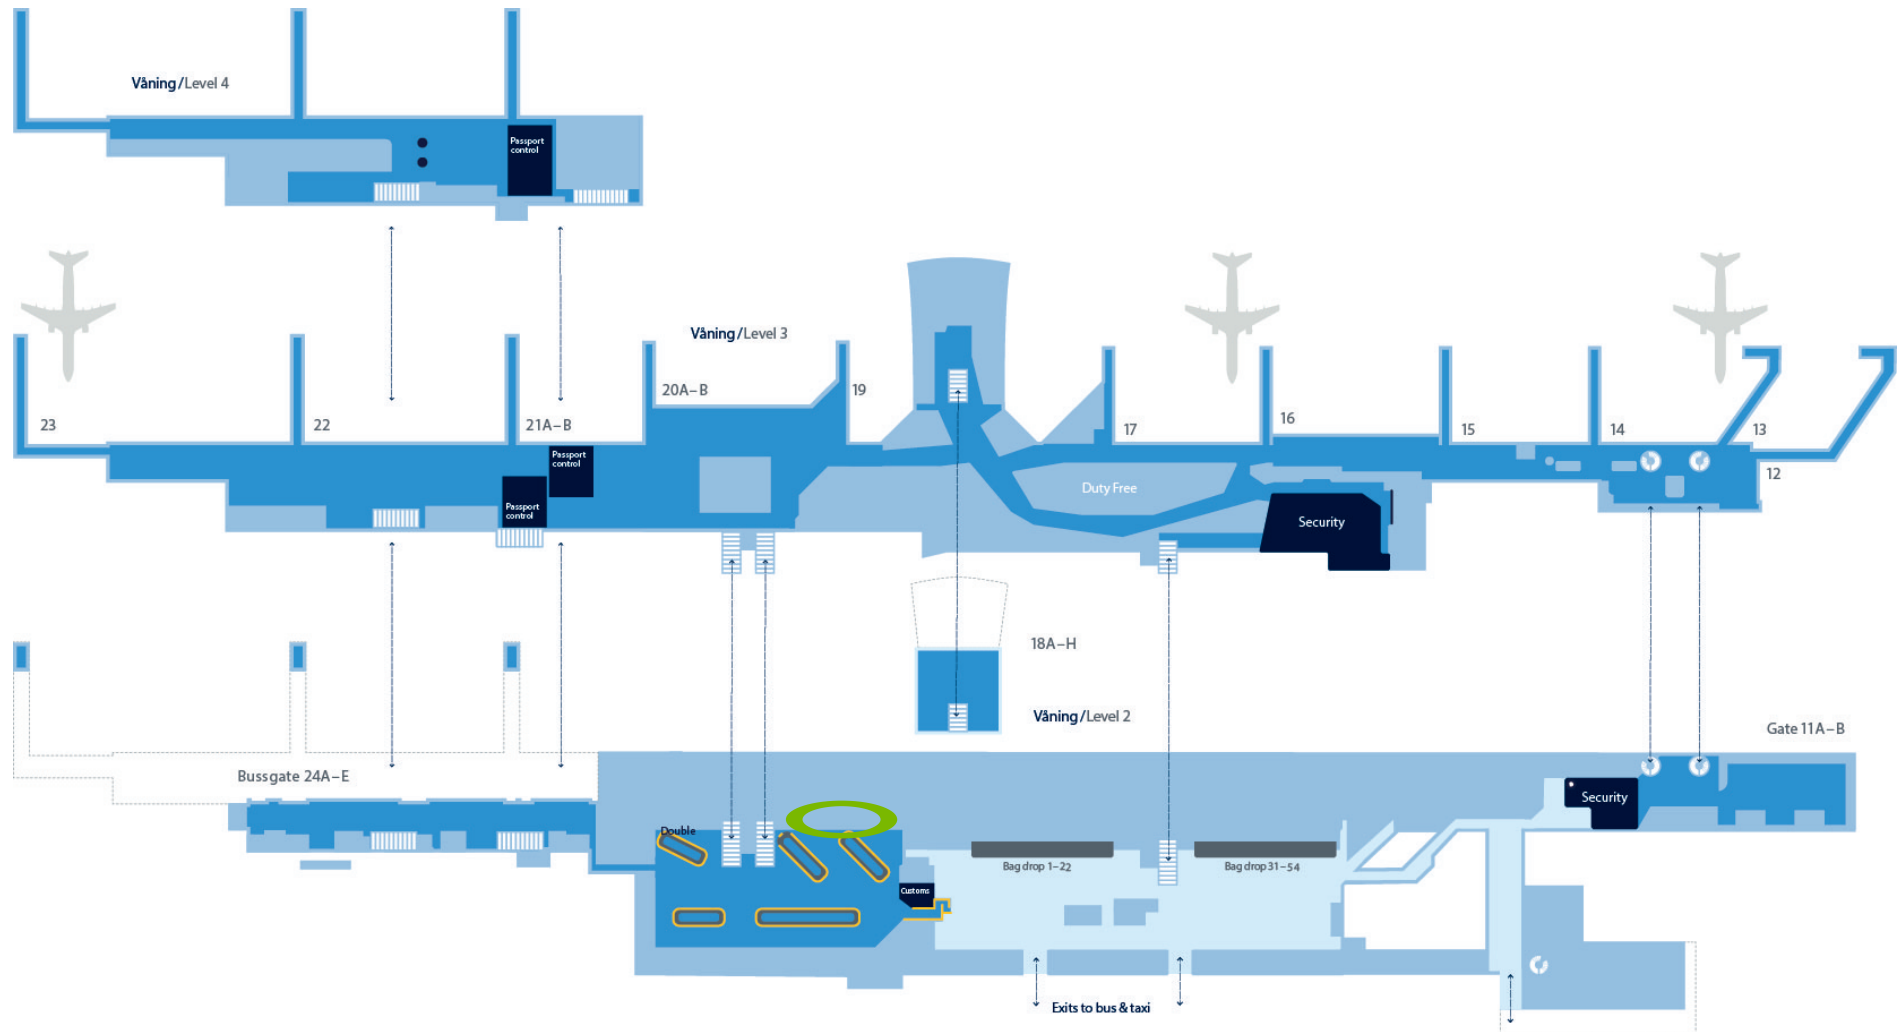 Våning/Level 4
Passport
control
Våning/Level 3
20A–B
19
23
22
21A–B
17
16
15
14
13
12
Passport
control
Passport
control
Duty Free
Security
18A–H
Våning/Level 2
Gate 11A–B
Bussgate 24A–E
Security
Double
Bag drop 1–22
Bag drop 31–54
Customs
Exits to bus & taxi